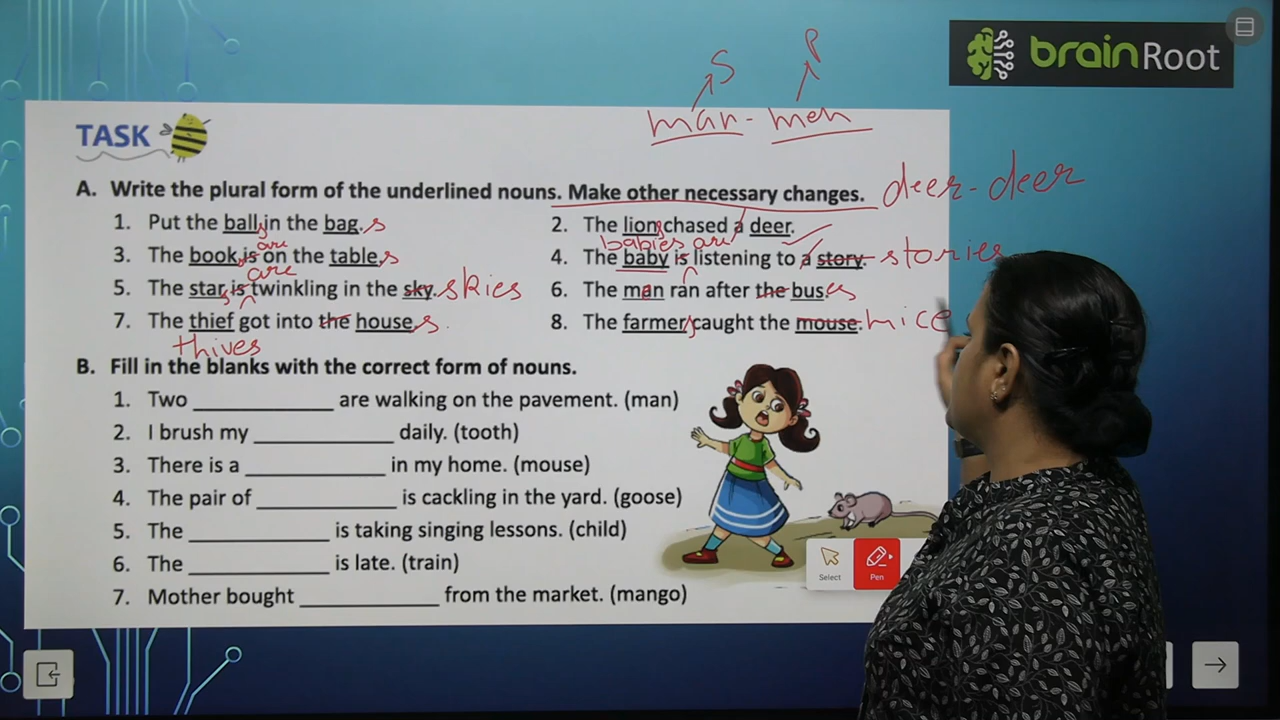 S P
man - men
brainRoot
TASK
A. Write the plural form of the underlined nouns. Make other necessary changes. deer - deer
1. Put the ball s in the bag. s
2. The lion s chased a deer.
are
babies are
3. The book s is on the table. s
4. The baby is listening to a story. stories
are
5. The star s is twinkling in the sky. skies
6. The man e ran after the bus. es
7. The thief got into the house. s.
8. The farmer s caught the mouse. mice
thives
B. Fill in the blanks with the correct form of nouns.
1. Two ____________ are walking on the pavement. (man)
2. I brush my ____________ daily. (tooth)
3. There is a ____________ in my home. (mouse)
4. The pair of ____________ is cackling in the yard. (goose)
5. The ____________ is taking singing lessons. (child)
6. The ____________ is late. (train)
7. Mother bought ____________ from the market. (mango)
Select Pen